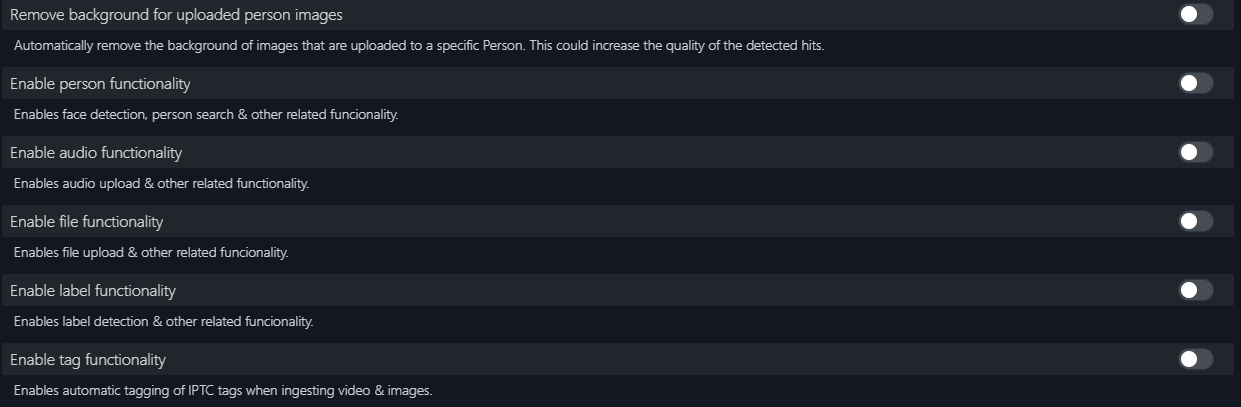 Remove background for uploaded person images
Automatically remove the background of images that are uploaded to a specific Person. This could increase the quality of the detected hits.
Enable person functionality
Enables face detection, person search & other related funcionality.
Enable audio functionality
Enables audio upload & other related functionality.
Enable file functionality
Enables file upload & other related funcionality.
Enable label functionality
Enables label detection & other related funcionality.
Enable tag functionality
Enables automatic tagging of IPTC tags when ingesting video & images.